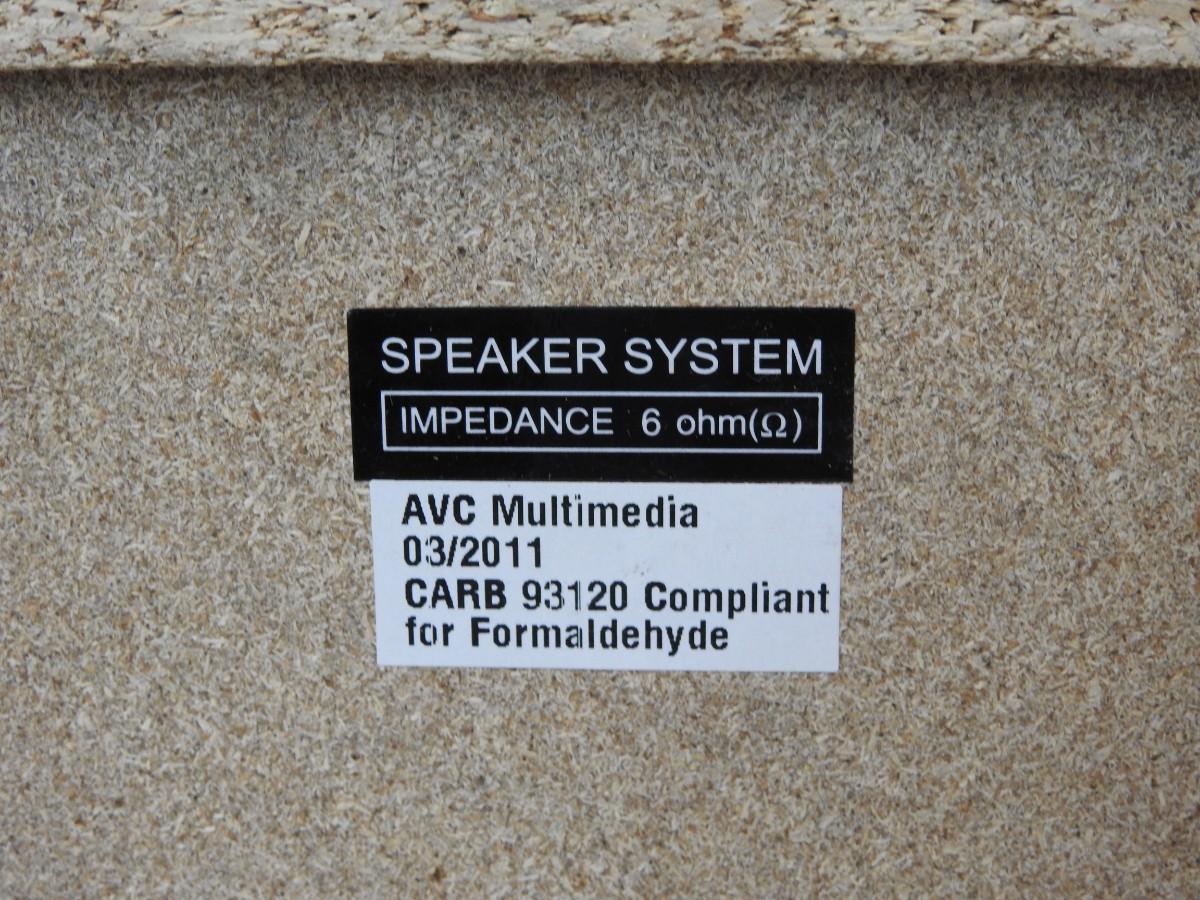 SPEAKER SYSTEM
IMPEDANCE 6 ohm(Ω)
AVC Multimedia
03/2011
CARB 93120 Compliant
for Formaldehyde